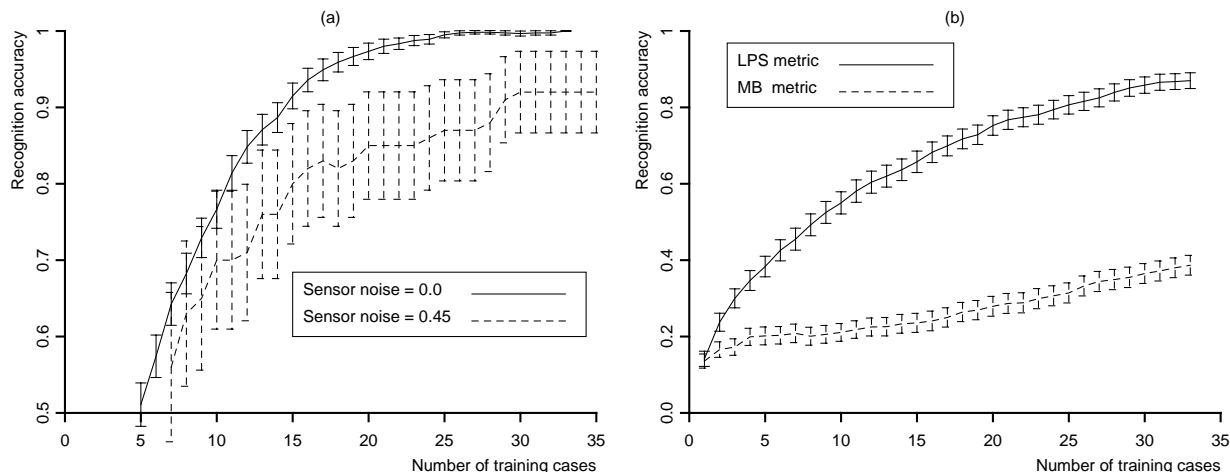 (a)
Recognition accuracy
1
0.9
0.8
0.7
0.6
0.5
Sensor noise = 0.0
Sensor noise = 0.45
0 5 10 15 20 25 30 35
Number of training cases
(b)
Recognition accuracy
1
0.8
0.6
0.4
0.2
0.0
LPS metric
MB metric
0 5 10 15 20 25 30 35
Number of training cases